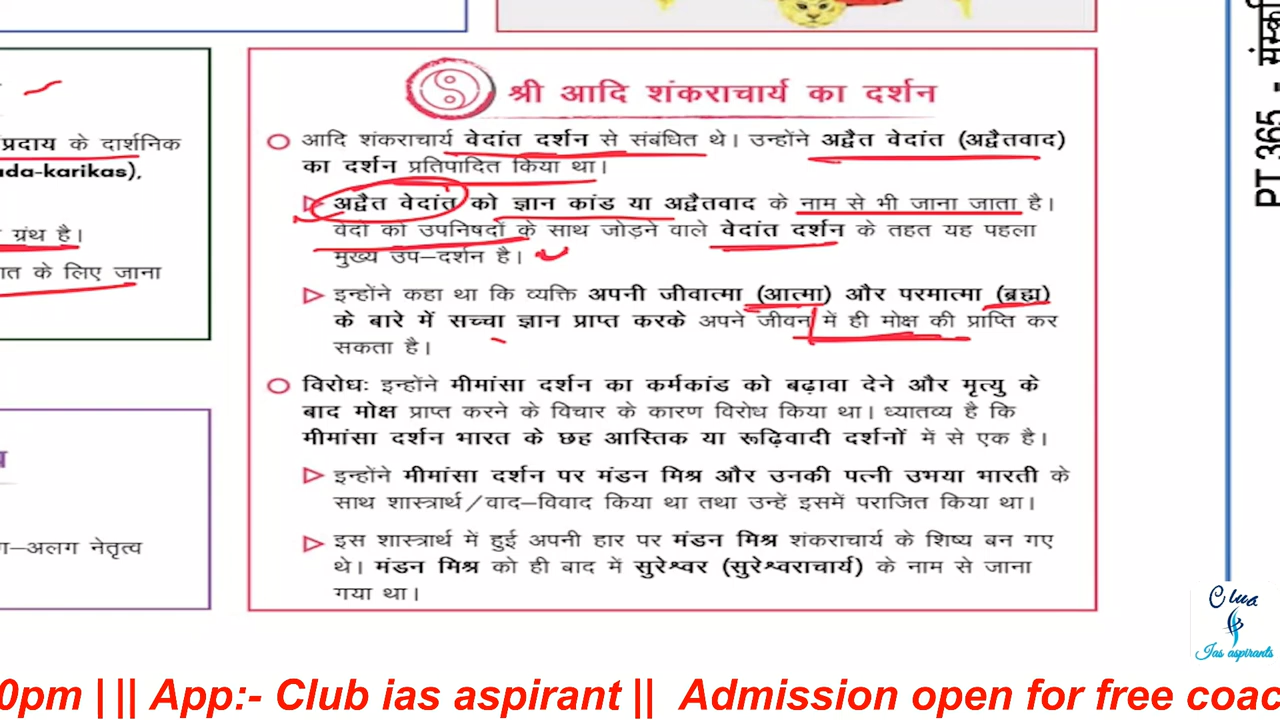 प्रदाय के दार्शनिक
da-karikas),
ग्रंथ है।
ात के लिए जाना
ग–अलग नेतृत्व
श्री आदि शंकराचार्य का दर्शन
आदि शंकराचार्य वेदांत दर्शन से संबंधित थे। उन्होंने अद्वैत वेदांत (अद्वैतवाद)
का दर्शन प्रतिपादित किया था।
अद्वैत वेदांत को ज्ञान कांड या अद्वैतवाद के नाम से भी जाना जाता है।
वेदों को उपनिषदों के साथ जोड़ने वाले वेदांत दर्शन के तहत यह पहला
मुख्य उप–दर्शन है।
इन्होंने कहा था कि व्यक्ति अपनी जीवात्मा (आत्मा) और परमात्मा (ब्रह्म)
के बारे में सच्चा ज्ञान प्राप्त करके अपने जीवन में ही मोक्ष की प्राप्ति कर
सकता है।
विरोधः इन्होंने मीमांसा दर्शन का कर्मकांड को बढ़ावा देने और मृत्यु के
बाद मोक्ष प्राप्त करने के विचार के कारण विरोध किया था। ध्यातव्य है कि
मीमांसा दर्शन भारत के छह आस्तिक या रूढ़िवादी दर्शनों में से एक है।
इन्होंने मीमांसा दर्शन पर मंडन मिश्र और उनकी पत्नी उभया भारती के
साथ शास्त्रार्थ/वाद–विवाद किया था तथा उन्हें इसमें पराजित किया था।
इस शास्त्रार्थ में हुई अपनी हार पर मंडन मिश्र शंकराचार्य के शिष्य बन गए
थे। मंडन मिश्र को ही बाद में सुरेश्वर (सुरेश्वराचार्य) के नाम से जाना
गया था।
PT 365 - संस्कृ
Club
Ias aspirants
0pm | || App:- Club ias aspirant || Admission open for free coac